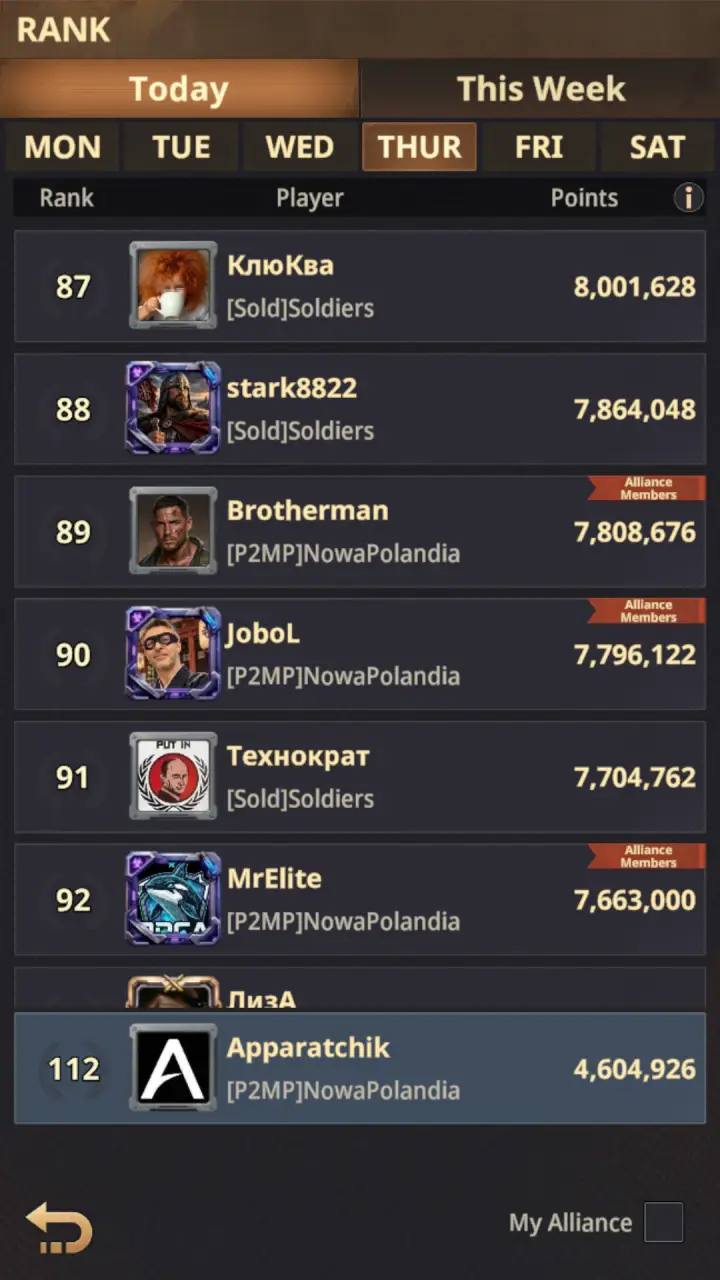 RANK
Today
This Week
MON TUE WED THUR FRI SAT
Rank Player Points i
87
КлюКва
[Sold]Soldiers
8,001,628
88
stark8822
[Sold]Soldiers
7,864,048
Alliance
Members
89
Brotherman
[P2MP]NowaPolandia
7,808,676
Alliance
Members
90
JoboL
[P2MP]NowaPolandia
7,796,122
PUT IN
91
Технократ
[Sold]Soldiers
7,704,762
Alliance
Members
92
MrElite
[P2MP]NowaPolandia
7,663,000
ЛизА
112
Apparatchik
[P2MP]NowaPolandia
4,604,926
My Alliance